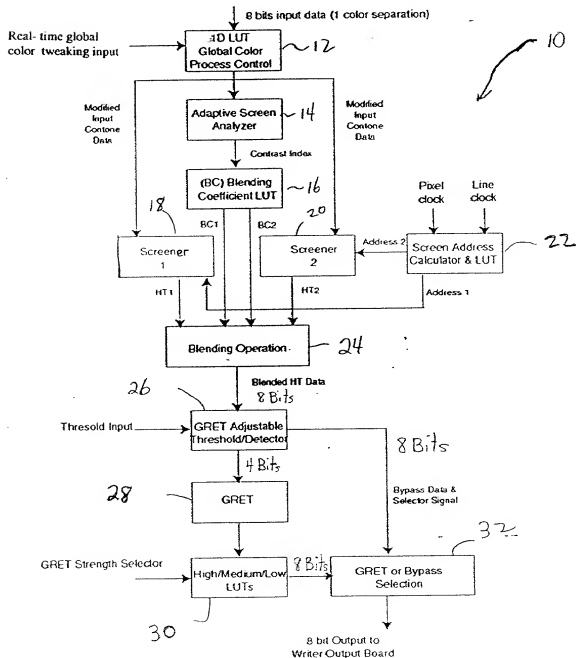 8 bits input data (1 color separation)
Real-time global
color tweaking input
1D LUT
Global Color
Process Control
12
10
Modified
Input
Contone
Data
Adaptive Screen
Analyzer
14
Modified
Input
Contone
Data
Contrast Index
(BC) Blending
Coefficient LUT
16
Pixel
clock
Line
clock
18
BC1
BC2
20
Screener
1
Screener
2
Address 2
Screen Address
Calculator & LUT
22
HT1
HT2
Address 1
Blending Operation
24
Blended HT Data
8 Bits
26
Thresold Input
GRET Adjustable
Threshold/Detector
8 Bits
4 Bits
28
GRET
Bypass Data &
Selector Signal
32
GRET Strength Selector
High/Medium/Low
LUTs
8 Bits
GRET or Bypass
Selection
30
8 bit Output to
Writer Output Board